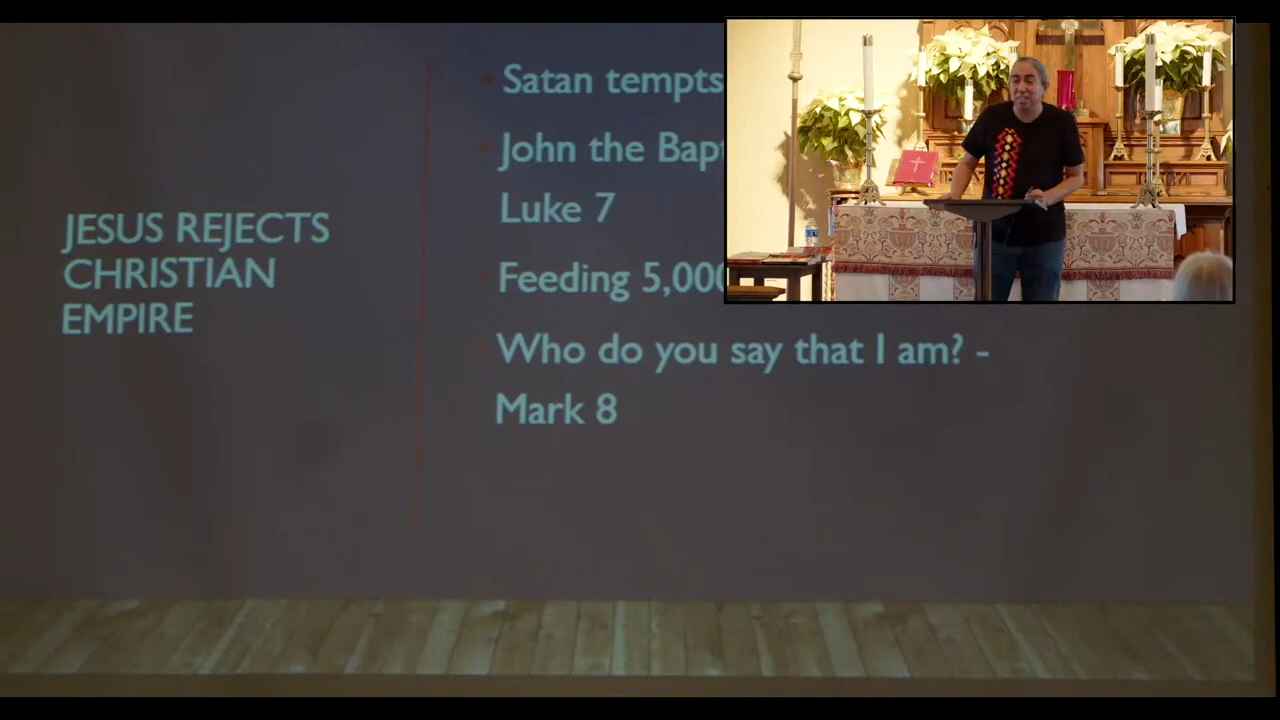 JESUS REJECTS
CHRISTIAN
EMPIRE
Satan tempts
John the
Luke 7
Feeding 5,000
Who do you say that I am? -
Mark 8